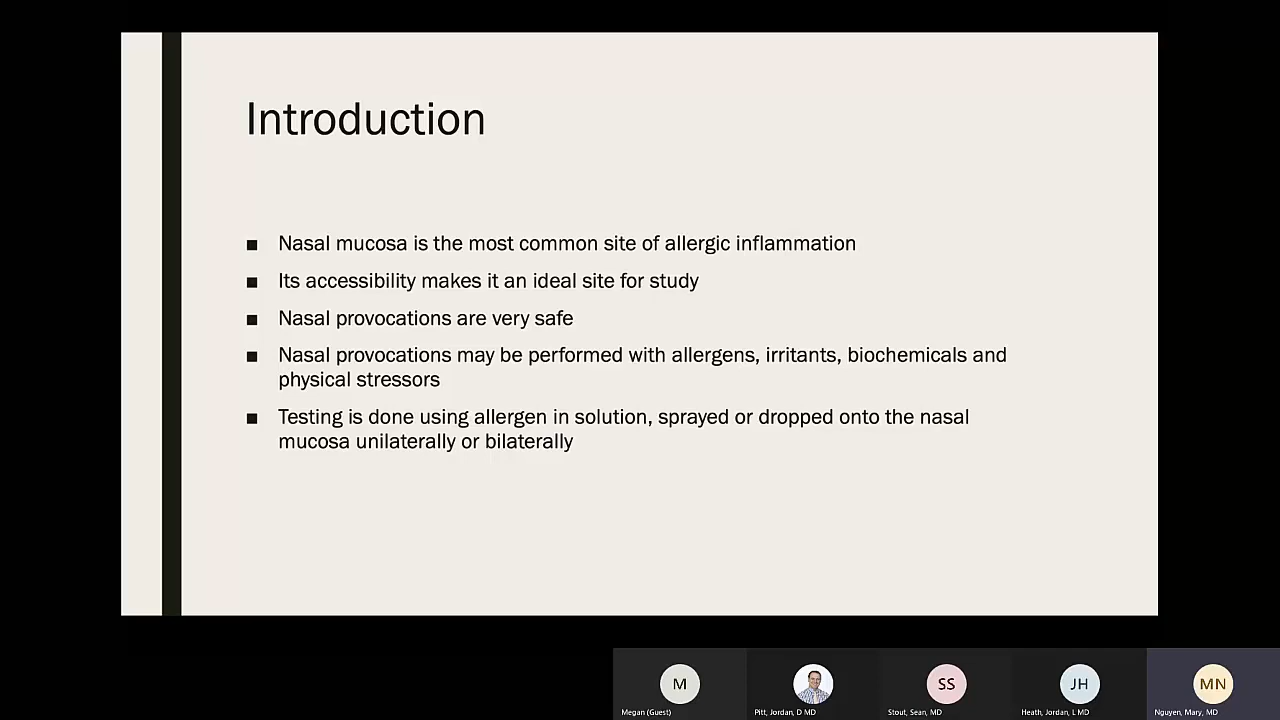 Introduction
■ Nasal mucosa is the most common site of allergic inflammation
■ Its accessibility makes it an ideal site for study
■ Nasal provocations are very safe
■ Nasal provocations may be performed with allergens, irritants, biochemicals and
physical stressors
■ Testing is done using allergen in solution, sprayed or dropped onto the nasal
mucosa unilaterally or bilaterally
M
SS
JH
MN
Megan (Guest)
Pitt, Jordan, D MD
Stout, Sean, MD
Heath, Jordan, L MD
Nguyen, Mary, MD